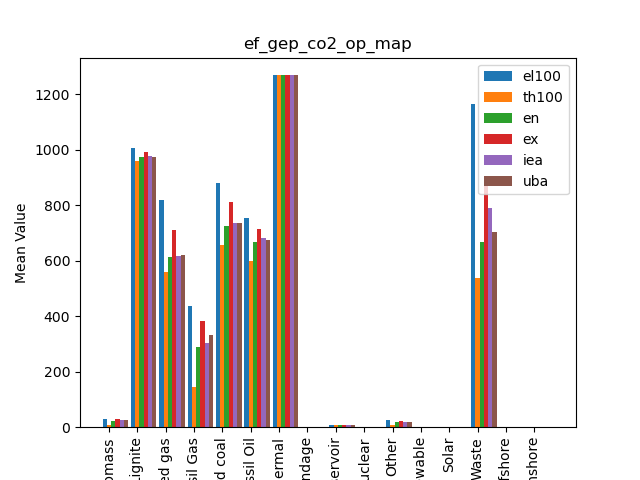 ef_gep_co2_op_map
Mean Value
1200
1000
800
600
400
200
0
el100
th100
en
ex
iea
uba
omass
Lignite
ed gas
sil Gas
d coal
ssil Oil
ermal
ndage
ervoir
uclear
Other
wable
Solar
Waste
fshore
nshore